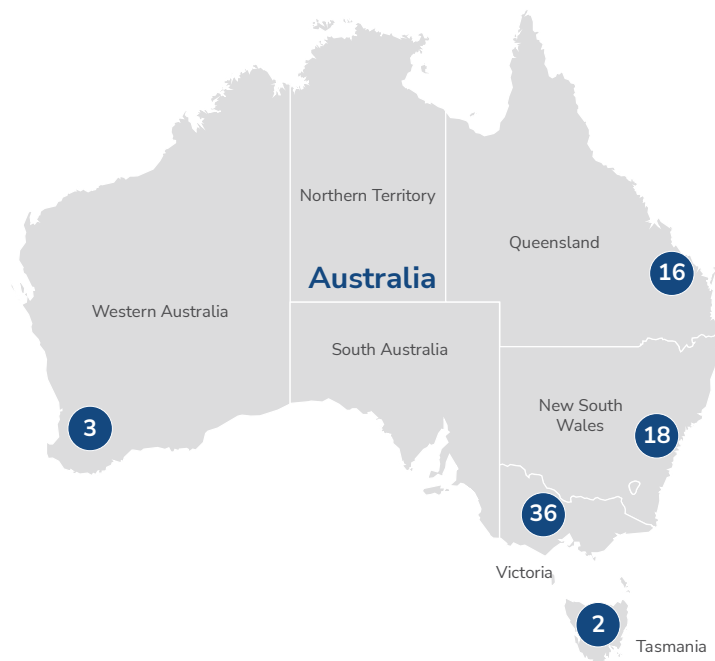 Northern Territory
Queensland
16
Australia
Western Australia
South Australia
3
New South
Wales
18
36
Victoria
2
Tasmania